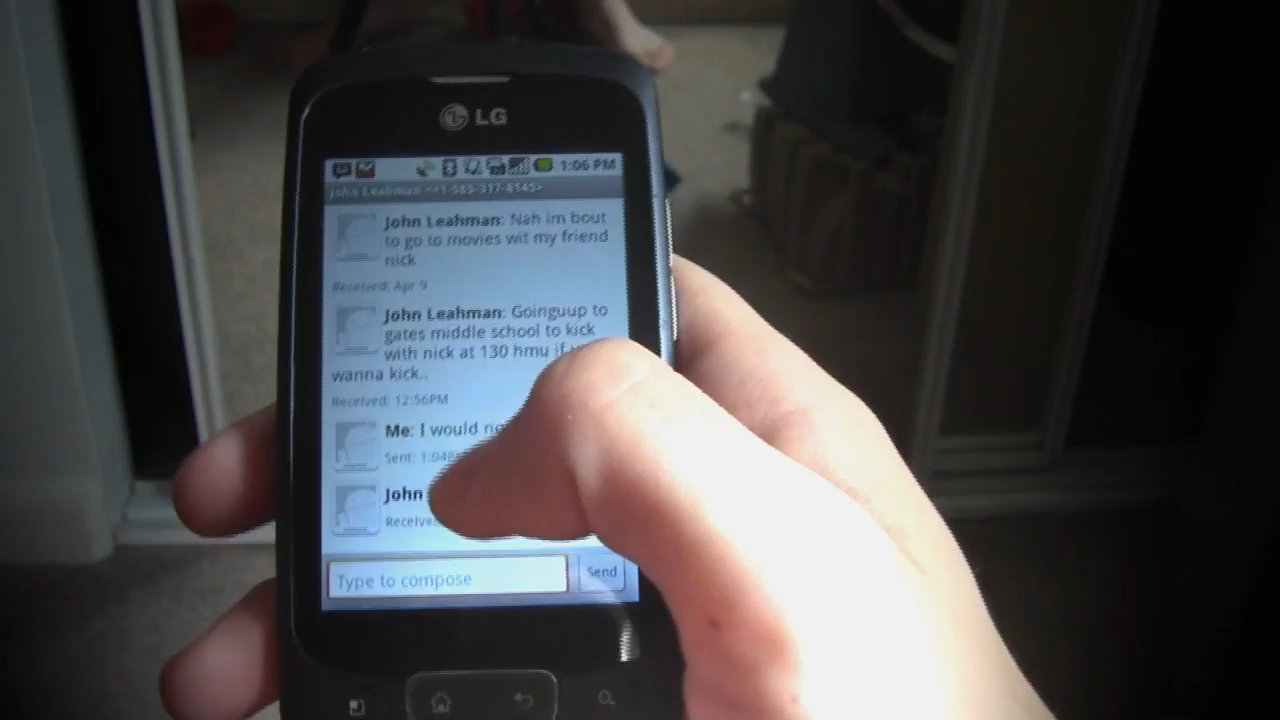 LG
1:06 PM
John Leahman <+1-585-317-8145>
John Leahman: Nah im bout
to go to movies wit my friend
nick
Received: Apr 9
John Leahman: Goinguup to
gates middle school to kick
with nick at 130 hmu if
wanna kick..
Received: 12:56PM
Me: I would
Sent:
John
Received
Type to compose
Send